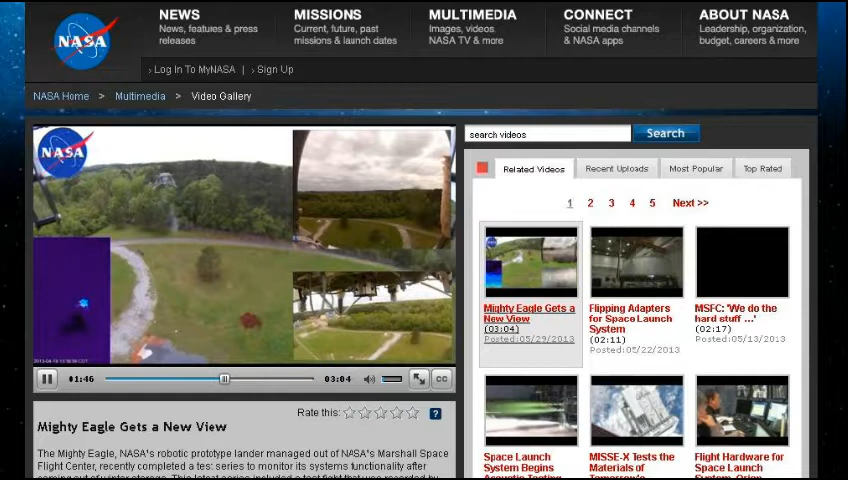 NASA
NEWS
News, features & press
releases
MISSIONS
Current, future, past
missions & launch dates
MULTIMEDIA
Images, videos
NASA TV & more
CONNECT
Social media channels
& NASA apps
ABOUT NASA
Leadership, organization,
budget, careers & more
› Log In To MyNASA | › Sign Up
NASA Home > Multimedia > Video Gallery
NASA
search videos
Search
Related Videos
Recent Uploads
Most Popular
Top Rated
1 2 3 4 5 Next >>
Mighty Eagle Gets a
New View
(03:04)
Posted:05/29/2013
Flipping Adapters
for Space Launch
System
(02:11)
Posted:05/22/2013
MSFC: 'We do the
hard stuff ...'
(02:17)
Posted:05/13/2013
01:46
03:04
CC
Rate this:
?
Mighty Eagle Gets a New View
The Mighty Eagle, NASA's robotic prototype lander managed out of NASA's Marshall Space
Flight Center, recently completed a test series to monitor its systems functionality after
Space Launch
System Begins
MISSE-X Tests the
Materials of
Flight Hardware for
Space Launch